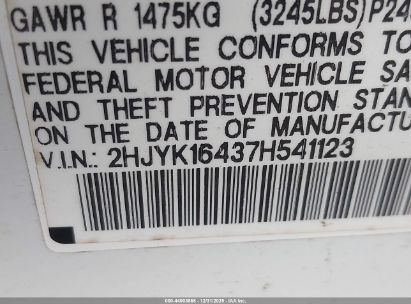 GAWR R 1475KG (3245LBS) P24
THIS VEHICLE CONFORMS TO
FEDERAL MOTOR VEHICLE SA
AND THEFT PREVENTION STAN
ON THE DATE OF MANUFACTU
V.I.N.: 2HJYK16437H541123